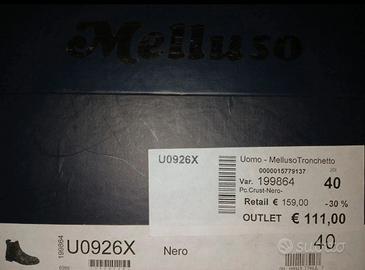 Melluso
U0926X
Uomo - MellusoTronchetto
0000015779137
Var. 199864
40
Pc.Crust-Nero-
Retail € 159,00 -30 %
OUTLET € 111,00
199864
U0926X
Nero
40
subito